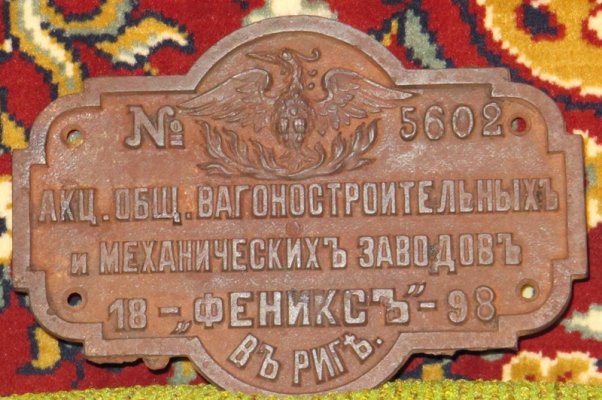 № 5602
АКЦ. ОБЩ. ВАГОНОСТРОИТЕЛЬНЫХЪ
и МЕХАНИЧЕСКИХЪ ЗАВОДОВЪ
18 – „ФЕНИКСЪ" – 98
ВЪ РИГѢ.